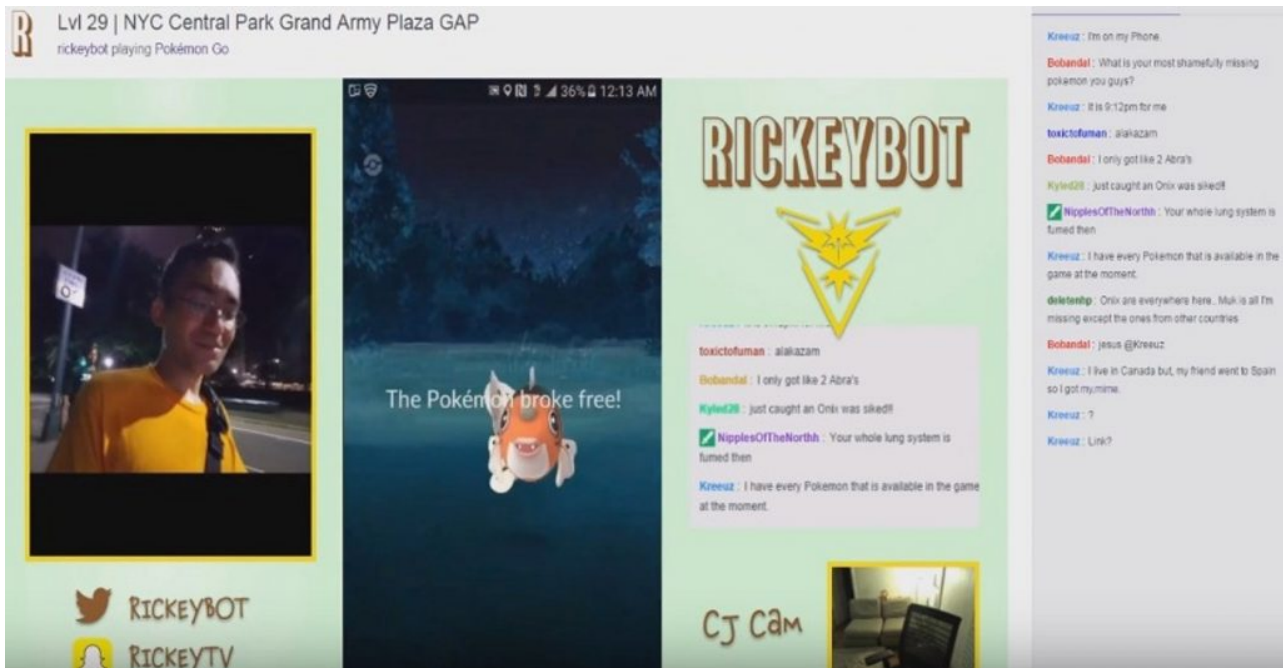 R
Lvl 29 | NYC Central Park Grand Army Plaza GAP
rickeybot playing Pokémon Go
36% 12:13 AM
The Pokémon broke free!
RICKEYBOT
RICKEYTV
RICKEYBOT
toxictofuman : alakazam
Bobandal : I only got like 2 Abra's
Kyled28 : just caught an Onix was siked!!
NipplesOfTheNorthh : Your whole lung system is
fumed then
Kreeuz : I have every Pokemon that is available in the game
at the moment.
CJ Cam
Kreeuz : I'm on my Phone.
Bobandal : What is your most shamefully missing
pokemon you guys?
Kreeuz : It is 9:12pm for me
toxictofuman : alakazam
Bobandal : I only got like 2 Abra's
Kyled28 : just caught an Onix was siked!!
NipplesOfTheNorthh : Your whole lung system is
fumed then
Kreeuz : I have every Pokemon that is available in the
game at the moment.
deletenhp : Onix are everywhere here.. Muk is all I'm
missing except the ones from other countries
Bobandal : jesus @Kreeuz
Kreeuz : I live in Canada but, my friend went to Spain
so I got my.mime.
Kreeuz : ?
Kreeuz : Link?